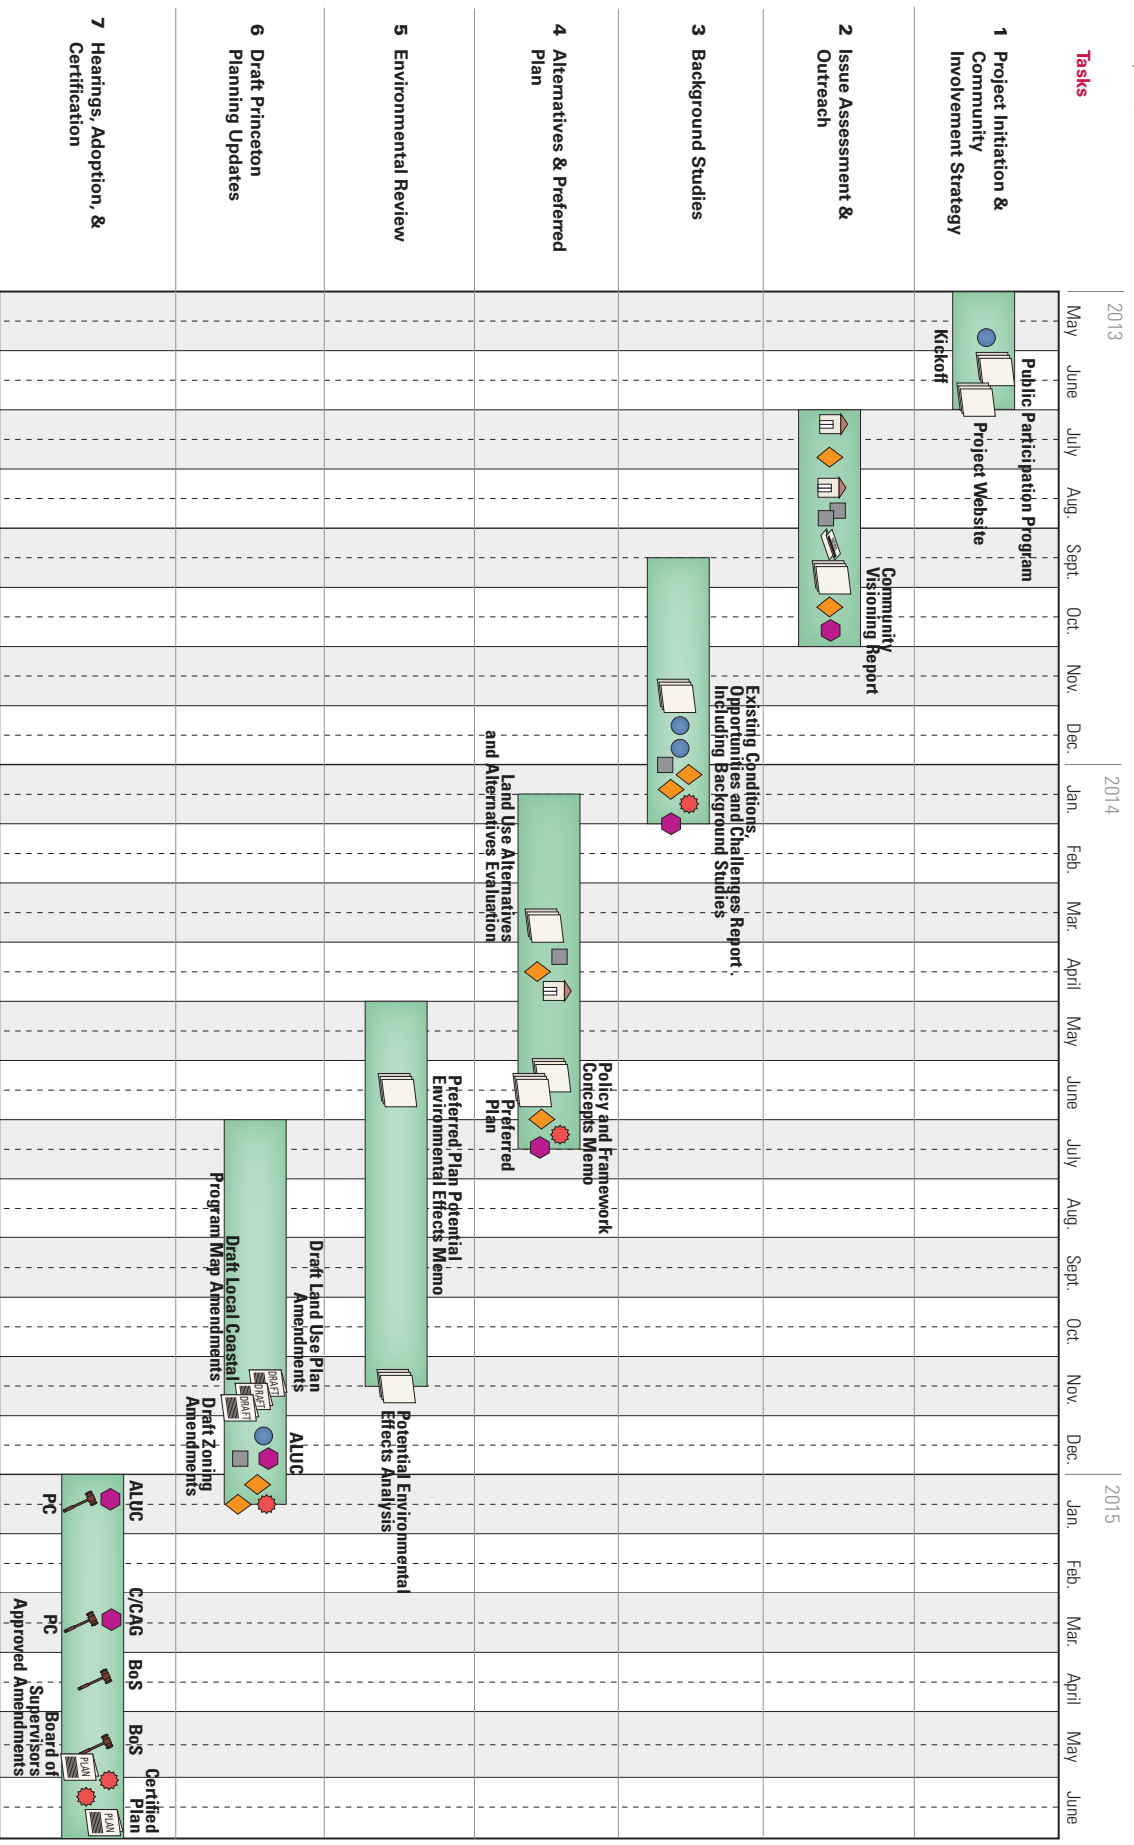 Tasks
2013
2014
2015
May
June
July
Aug.
Sept.
Oct.
Nov.
Dec.
Jan.
Feb.
Mar.
April
May
June
July
Aug.
Sept.
Oct.
Nov.
Dec.
Jan.
Feb.
Mar.
April
May
June
1 Project Initiation &
Community
Involvement Strategy
Public Participation Program
Project Website
Kickoff
2 Issue Assessment &
Outreach
Community
Visioning Report
3 Background Studies
Existing Conditions,
Opportunities and Challenges Report .
Including Background Studies
4 Alternatives & Preferred
Plan
Land Use Alternatives
and Alternatives Evaluation
Policy and Framework
Concepts Memo
Preferred
Plan
5 Environmental Review
Preferred Plan Potential
Environmental Effects Memo
Potential Environmental
Effects Analysis
6 Draft Princeton
Planning Updates
Draft Land Use Plan
Amendments
Draft Local Coastal
Program Map Amendments
DRAFT
DRAFT
DRAFT
Draft Zoning
Amendments
ALUC
7 Hearings, Adoption, &
Certification
ALUC
PC
C/CAG
PC
BoS
BoS
Board of
Supervisors
Approved Amendments
PLAN
Certified
Plan
PLAN